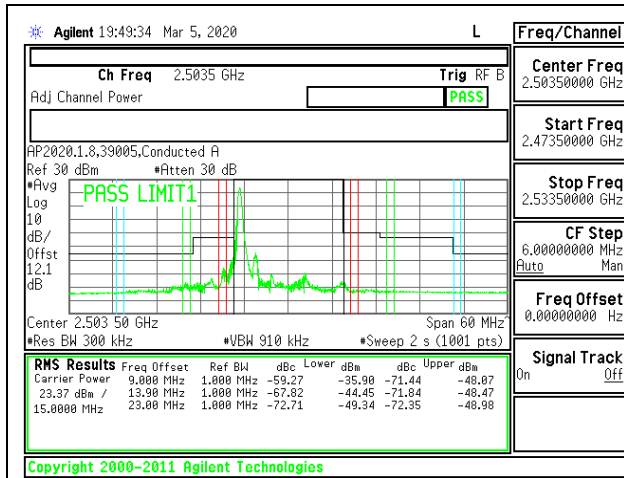 Agilent 19:49:34 Mar 5, 2020 L
Freq/Channel
Ch Freq 2.5035 GHz Trig RF B
Adj Channel Power PASS
AP2020.1.8,39005,Conducted A
Ref 30 dBm #Atten 30 dB
#Avg
Log
10
dB/
Offst
12.1
dB
PASS LIMIT1
Center 2.503 50 GHz Span 60 MHz
#Res BW 300 kHz #VBW 910 kHz #Sweep 2 s (1001 pts)
RMS Results Freq Offset Ref BW dBc Lower dBm dBc Upper dBm
Carrier Power 9.000 MHz 1.000 MHz -59.27 -35.90 -71.44 -48.07
23.37 dBm / 13.90 MHz 1.000 MHz -67.82 -44.45 -71.84 -48.47
15.0000 MHz 23.00 MHz 1.000 MHz -72.71 -49.34 -72.35 -48.98
Copyright 2000-2011 Agilent Technologies
Center Freq
2.50350000 GHz
Start Freq
2.47350000 GHz
Stop Freq
2.53350000 GHz
CF Step
6.00000000 MHz
Auto Man
Freq Offset
0.00000000 Hz
Signal Track
On Off